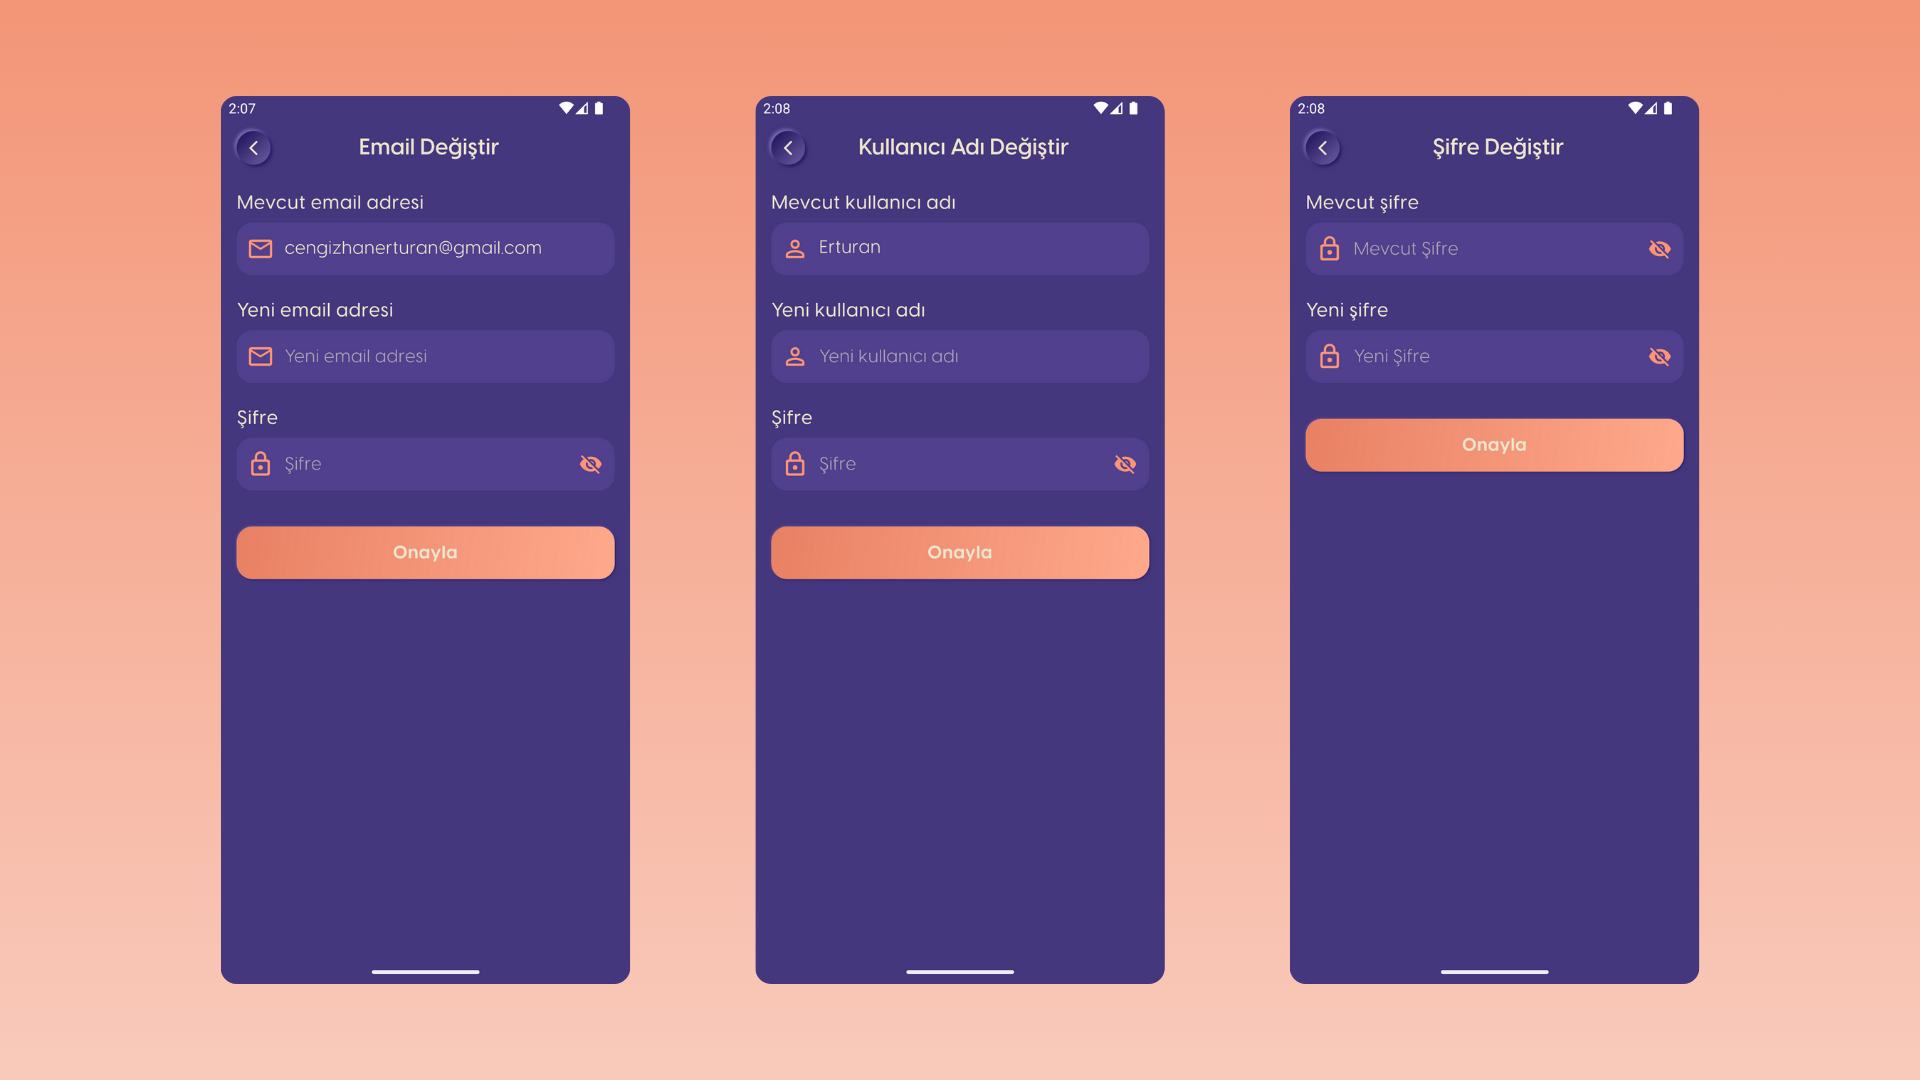 2:07
Email Değiştir
Mevcut email adresi
cengizhanerturan@gmail.com
Yeni email adresi
Yeni email adresi
Şifre
Şifre
Onayla
2:08
Kullanıcı Adı Değiştir
Mevcut kullanıcı adı
Erturan
Yeni kullanıcı adı
Yeni kullanıcı adı
Şifre
Şifre
Onayla
2:08
Şifre Değiştir
Mevcut şifre
Mevcut Şifre
Yeni şifre
Yeni Şifre
Onayla